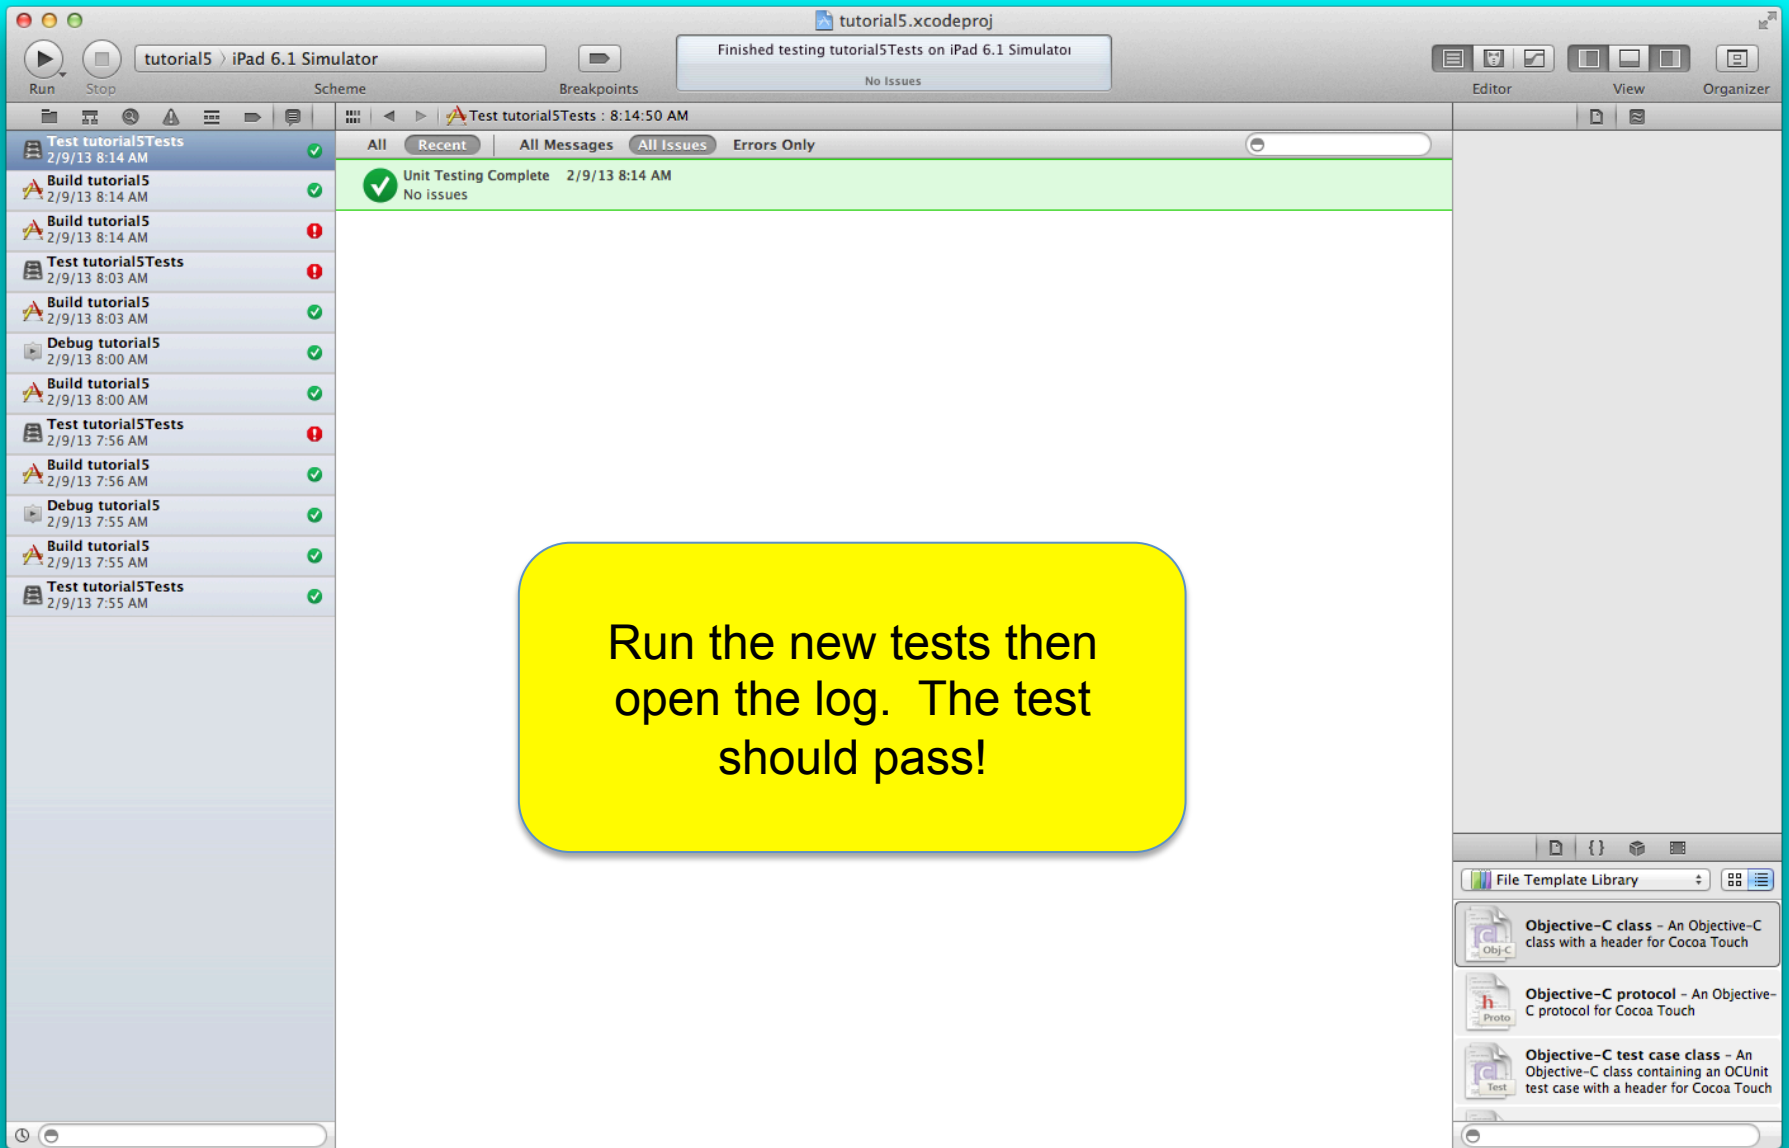 tutorial5.xcodeproj
tutorial5 〉 iPad 6.1 Simulator
Finished testing tutorial5Tests on iPad 6.1 Simulator
No Issues
Run Stop Scheme Breakpoints Editor View Organizer
Test tutorial5Tests : 8:14:50 AM
All Recent All Messages All Issues Errors Only
Unit Testing Complete 2/9/13 8:14 AM
No issues
Test tutorial5Tests
2/9/13 8:14 AM
Build tutorial5
2/9/13 8:14 AM
Build tutorial5
2/9/13 8:14 AM
Test tutorial5Tests
2/9/13 8:03 AM
Build tutorial5
2/9/13 8:03 AM
Debug tutorial5
2/9/13 8:00 AM
Build tutorial5
2/9/13 8:00 AM
Test tutorial5Tests
2/9/13 7:56 AM
Build tutorial5
2/9/13 7:56 AM
Debug tutorial5
2/9/13 7:55 AM
Build tutorial5
2/9/13 7:55 AM
Test tutorial5Tests
2/9/13 7:55 AM
Run the new tests then
open the log. The test
should pass!
{}
File Template Library
Obj-C
Objective-C class - An Objective-C
class with a header for Cocoa Touch
h
Proto
Objective-C protocol - An Objective-
C protocol for Cocoa Touch
Test
Objective-C test case class - An
Objective-C class containing an OCUnit
test case with a header for Cocoa Touch